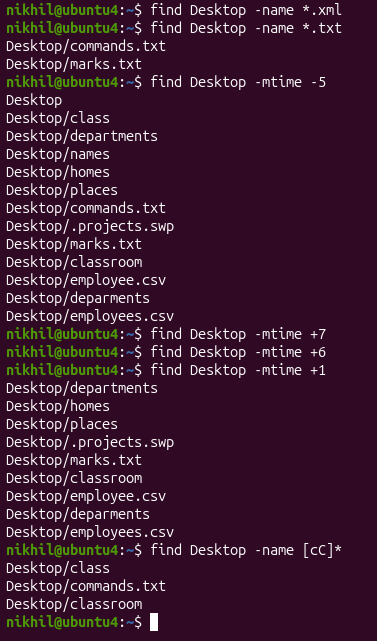 nikhil@ubuntu4:~$ find Desktop -name *.xml
nikhil@ubuntu4:~$ find Desktop -name *.txt
Desktop/commands.txt
Desktop/marks.txt
nikhil@ubuntu4:~$ find Desktop -mtime -5
Desktop
Desktop/class
Desktop/departments
Desktop/names
Desktop/homes
Desktop/places
Desktop/commands.txt
Desktop/.projects.swp
Desktop/marks.txt
Desktop/classroom
Desktop/employee.csv
Desktop/deparments
Desktop/employees.csv
nikhil@ubuntu4:~$ find Desktop -mtime +7
nikhil@ubuntu4:~$ find Desktop -mtime +6
nikhil@ubuntu4:~$ find Desktop -mtime +1
Desktop/departments
Desktop/homes
Desktop/places
Desktop/.projects.swp
Desktop/marks.txt
Desktop/classroom
Desktop/employee.csv
Desktop/deparments
Desktop/employees.csv
nikhil@ubuntu4:~$ find Desktop -name [cC]*
Desktop/class
Desktop/commands.txt
Desktop/classroom
nikhil@ubuntu4:~$